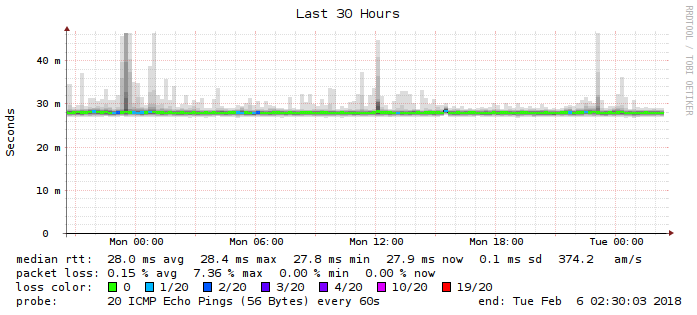 Last 30 Hours
RRDTOOL / TOBI OETIKER
Seconds
40 m
30 m
20 m
10 m
0
Mon 00:00 Mon 06:00 Mon 12:00 Mon 18:00 Tue 00:00
median rtt: 28.0 ms avg 28.4 ms max 27.8 ms min 27.9 ms now 0.1 ms sd 374.2 am/s
packet loss: 0.15 % avg 7.36 % max 0.00 % min 0.00 % now
loss color: 0 1/20 2/20 3/20 4/20 10/20 19/20
probe: 20 ICMP Echo Pings (56 Bytes) every 60s end: Tue Feb 6 02:30:03 2018